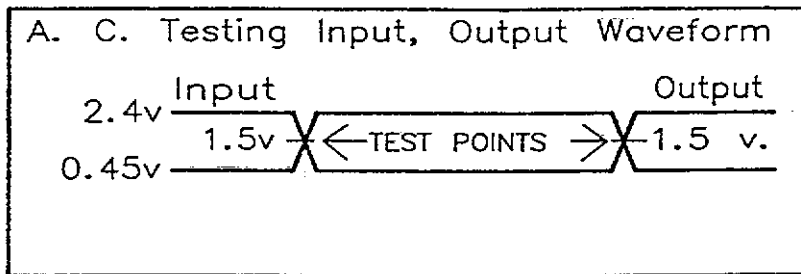 A. C. Testing Input, Output Waveform
Input Output
2.4v
1.5v TEST POINTS 1.5 v.
0.45v